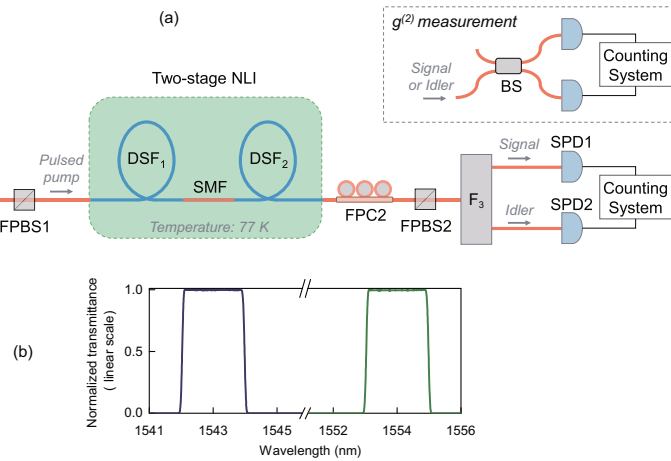 (a)
g⁽²⁾ measurement
Signal
or Idler
BS
Counting
System
Two-stage NLI
Pulsed
pump
DSF₁
DSF₂
SMF
Temperature: 77 K
FPBS1
FPC2
FPBS2
F₃
Signal
Idler
SPD1
SPD2
Counting
System
(b)
Normalized transmittance
( linear scale)
1.0
0.5
0.0
1541
1543
1545
1552
1554
1556
Wavelength (nm)